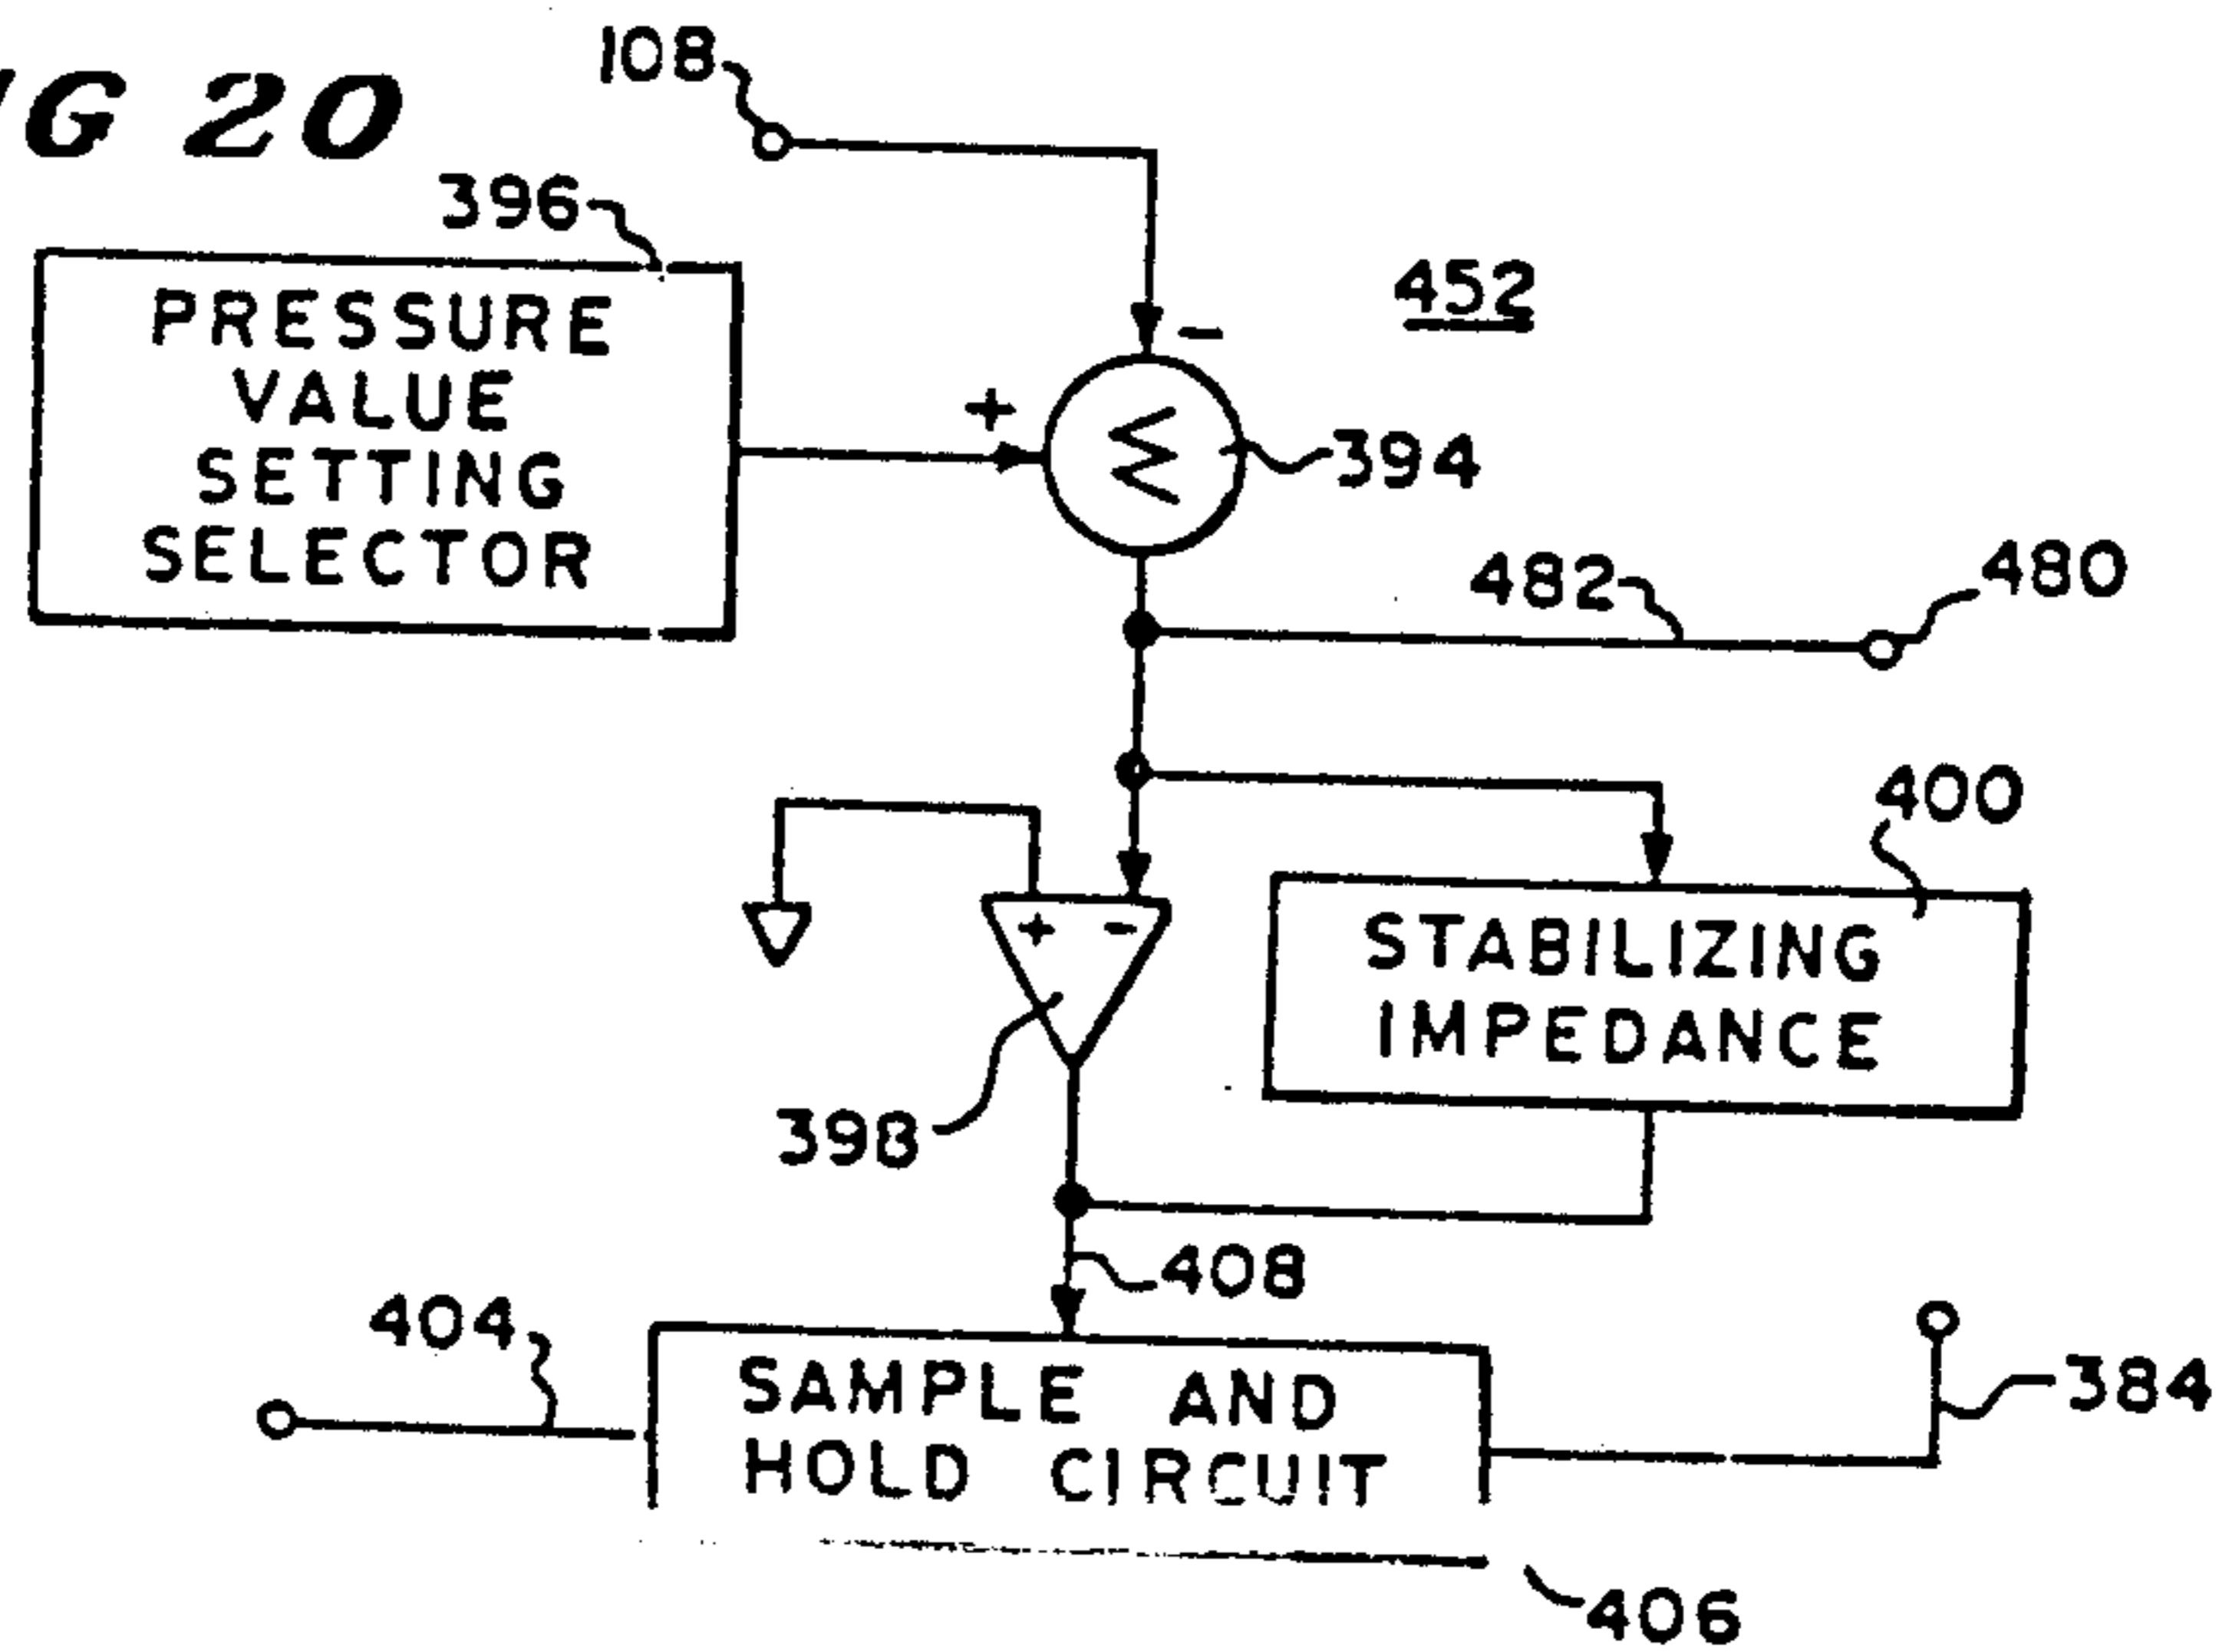 G 20
108
396
PRESSURE
VALUE
SETTING
SELECTOR
452
-
+
Σ
394
482
480
400
+ -
STABILIZING
IMPEDANCE
398
408
404
SAMPLE AND
HOLD CIRCUIT
384
406